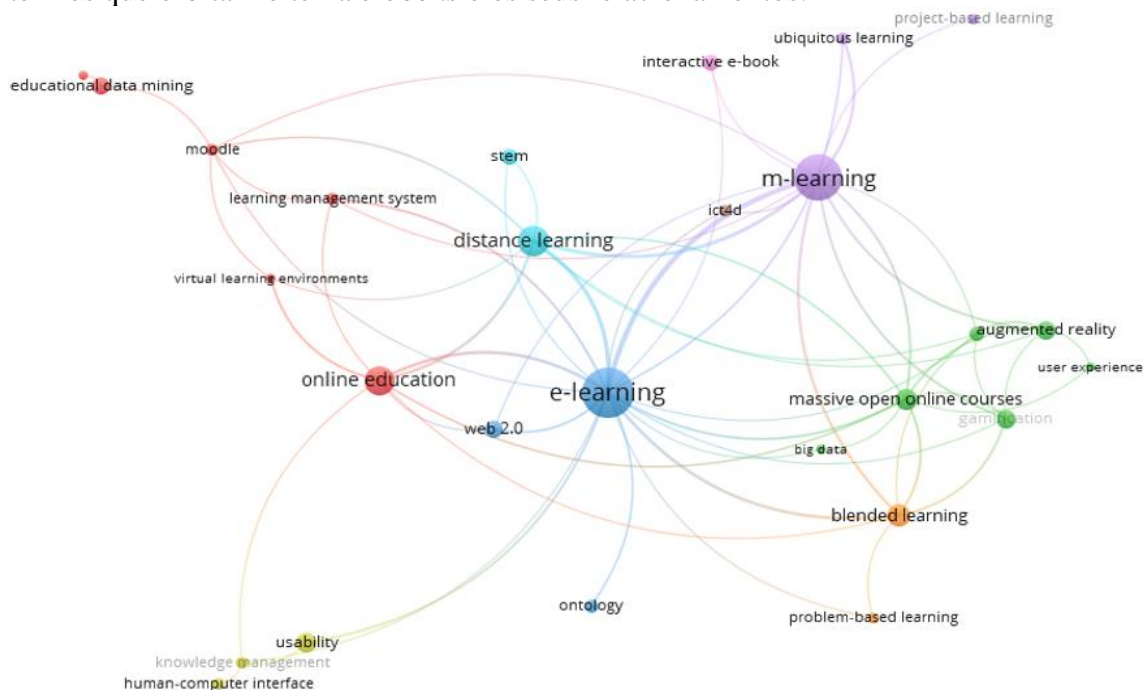 project-based learning
ubiquitous learning
interactive e-book
educational data mining
moodle
stem
m-learning
learning management system
ict4d
distance learning
virtual learning environments
augmented reality
user experience
online education
e-learning
massive open online courses
gamification
web 2.0
big data
blended learning
ontology
problem-based learning
usability
knowledge management
human-computer interface